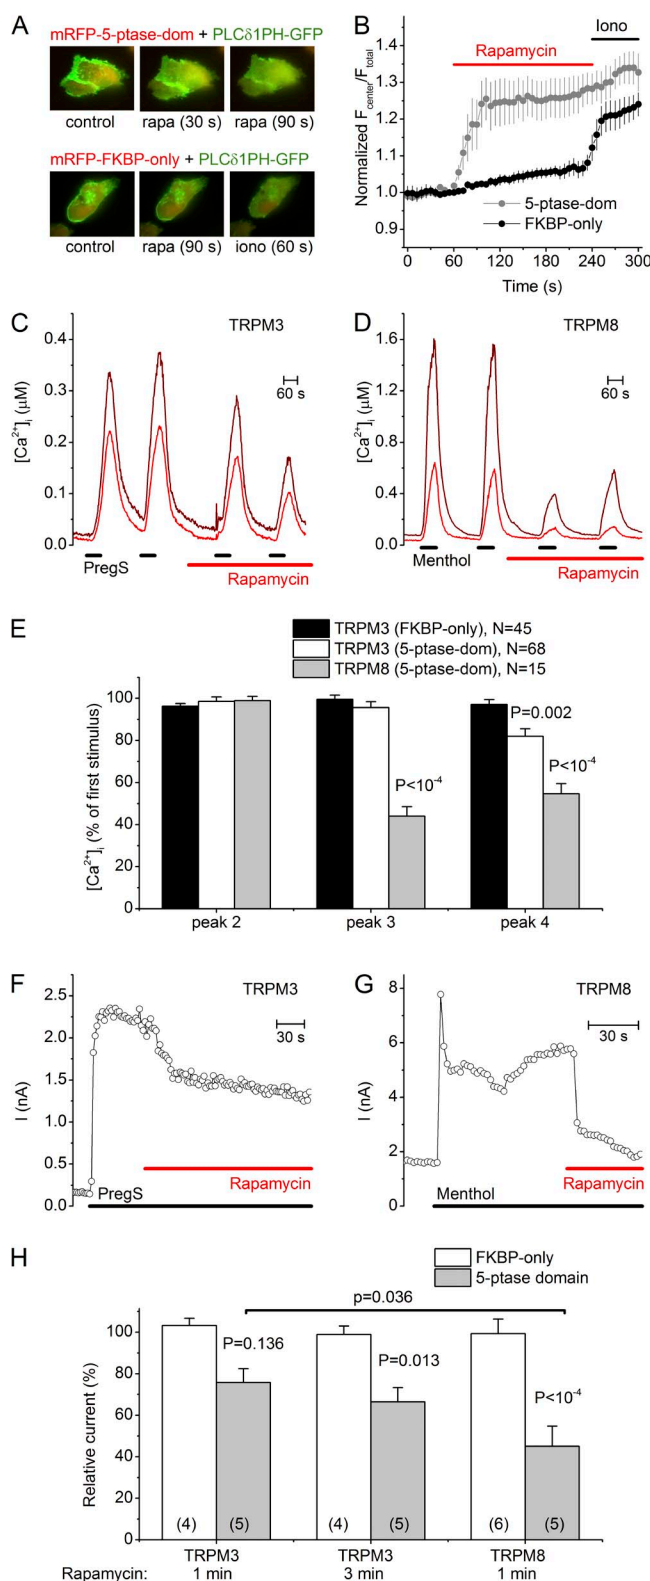 A
mRFP-5-ptase-dom + PLCδ1PH-GFP
control rapa (30 s) rapa (90 s)
mRFP-FKBP-only + PLCδ1PH-GFP
control rapa (90 s) iono (60 s)
B
Iono
Rapamycin
Normalized Fcenter/Ftotal
1.4
1.3
1.2
1.1
1.0
0.9
5-ptase-dom
FKBP-only
0 60 120 180 240 300
Time (s)
C
TRPM3
[Ca²⁺]i (μM)
0.4
0.3
0.2
0.1
0.0
60 s
PregS
Rapamycin
D
TRPM8
[Ca²⁺]i (μM)
1.6
1.2
0.8
0.4
0.0
60 s
Menthol
Rapamycin
E
TRPM3 (FKBP-only), N=45
TRPM3 (5-ptase-dom), N=68
TRPM8 (5-ptase-dom), N=15
[Ca²⁺]i (% of first stimulus)
100
80
60
40
20
0
P<10⁻⁴
P=0.002
P<10⁻⁴
peak 2 peak 3 peak 4
F
TRPM3
I (nA)
2.5
2.0
1.5
1.0
0.5
0.0
30 s
Rapamycin
PregS
G
TRPM8
I (nA)
8
6
4
2
0
30 s
Rapamycin
Menthol
H
FKBP-only
5-ptase domain
p=0.036
Relative current (%)
100
80
60
40
20
0
P=0.136
P=0.013
P<10⁻⁴
(4) (5) (4) (5) (6) (5)
TRPM3 TRPM3 TRPM8
Rapamycin: 1 min 3 min 1 min